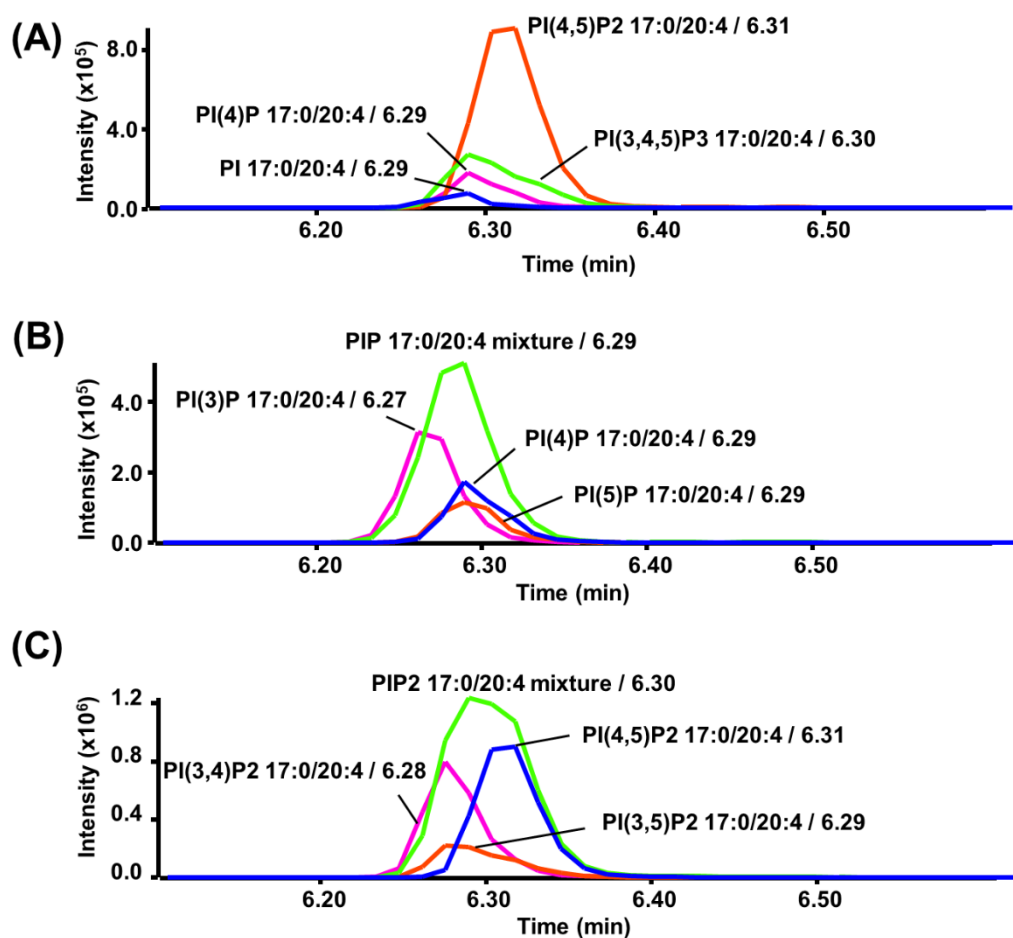 (A)
PI(4,5)P2 17:0/20:4 / 6.31
PI(4)P 17:0/20:4 / 6.29
PI(3,4,5)P3 17:0/20:4 / 6.30
PI 17:0/20:4 / 6.29
Intensity (x10⁵)
8.0
4.0
0.0
6.20 6.30 6.40 6.50
Time (min)
(B)
PIP 17:0/20:4 mixture / 6.29
PI(3)P 17:0/20:4 / 6.27
PI(4)P 17:0/20:4 / 6.29
PI(5)P 17:0/20:4 / 6.29
Intensity (x10⁵)
4.0
2.0
0.0
6.20 6.30 6.40 6.50
Time (min)
(C)
PIP2 17:0/20:4 mixture / 6.30
PI(4,5)P2 17:0/20:4 / 6.31
PI(3,4)P2 17:0/20:4 / 6.28
PI(3,5)P2 17:0/20:4 / 6.29
Intensity (x10⁶)
1.2
0.8
0.4
0.0
6.20 6.30 6.40 6.50
Time (min)